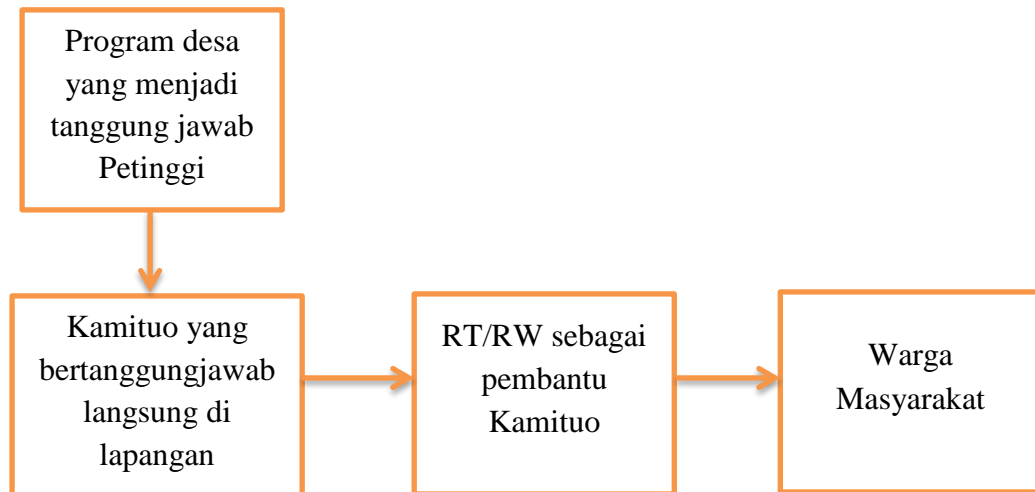 Program desa
yang menjadi
tanggung jawab
Petinggi
Kamituo yang
bertanggungjawab
langsung di
lapangan
RT/RW sebagai
pembantu
Kamituo
Warga
Masyarakat